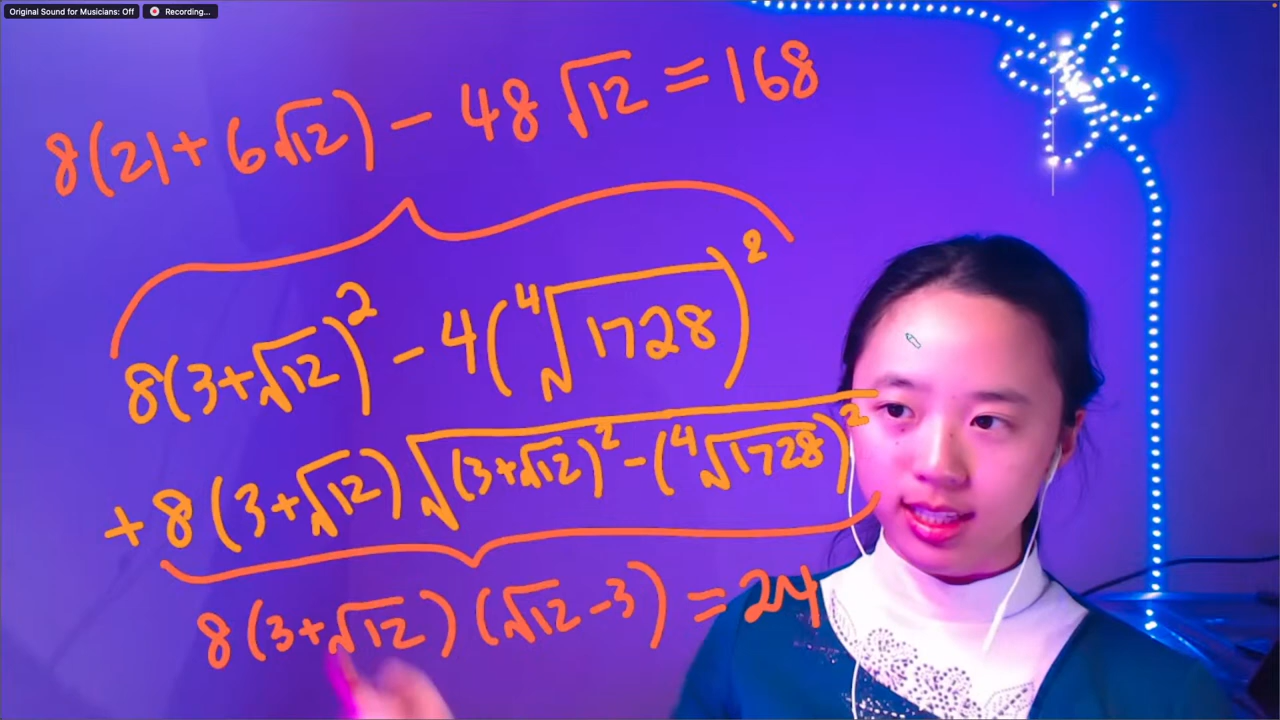 Original Sound for Musicians: Off
Recording...
8(21+6√12) - 48√12 = 168
8(3+√12)² - 4(⁴√1728)²
+8(3+√12)√((3+√12)²-(⁴√1728)²)
8(3+√12)(√12-3) = 24